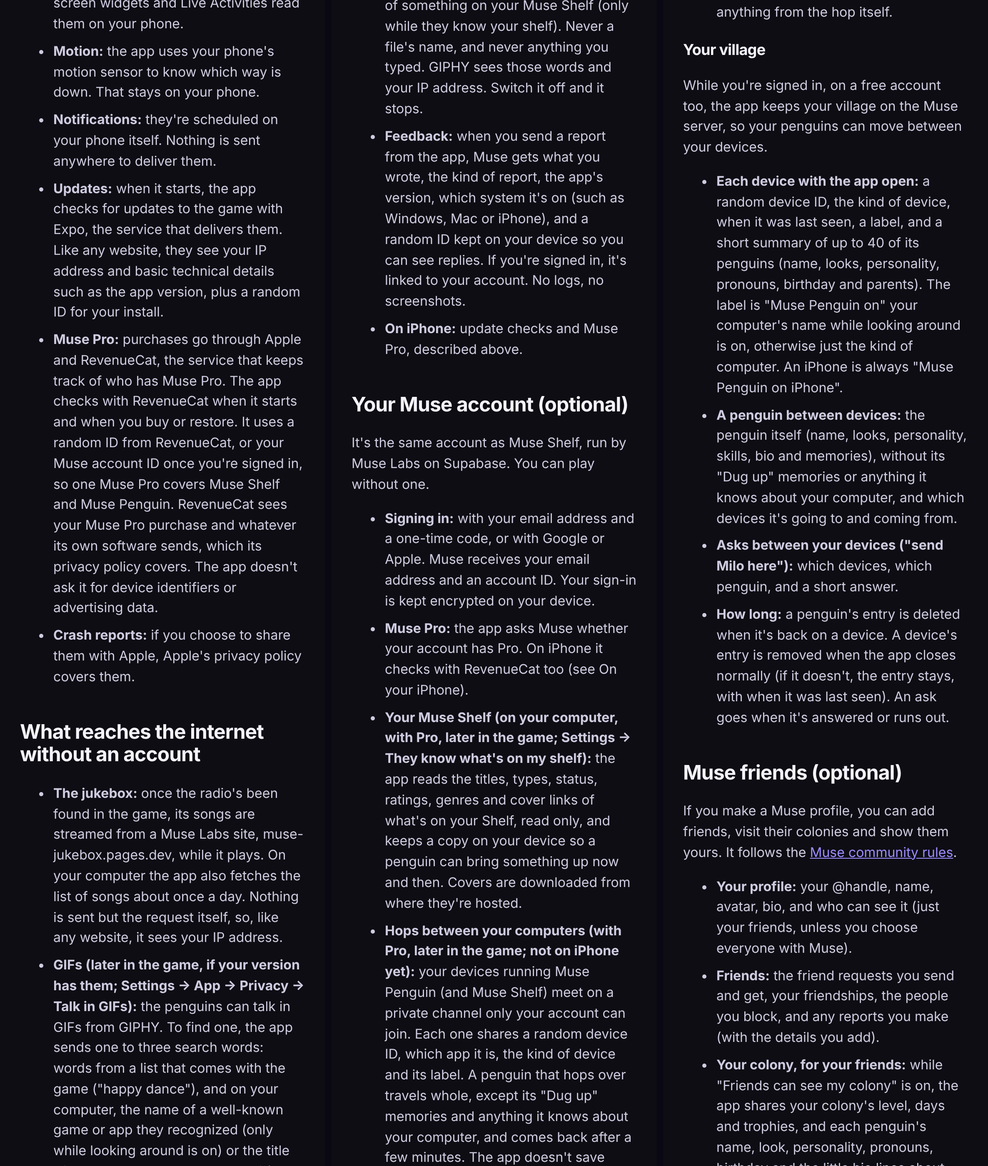 screen widgets and Live Activities read
them on your phone.
• Motion: the app uses your phone's
motion sensor to know which way is
down. That stays on your phone.
• Notifications: they're scheduled on
your phone itself. Nothing is sent
anywhere to deliver them.
• Updates: when it starts, the app
checks for updates to the game with
Expo, the service that delivers them.
Like any website, they see your IP
address and basic technical details
such as the app version, plus a random
ID for your install.
• Muse Pro: purchases go through Apple
and RevenueCat, the service that keeps
track of who has Muse Pro. The app
checks with RevenueCat when it starts
and when you buy or restore. It uses a
random ID from RevenueCat, or your
Muse account ID once you're signed in,
so one Muse Pro covers Muse Shelf
and Muse Penguin. RevenueCat sees
your Muse Pro purchase and whatever
its own software sends, which its
privacy policy covers. The app doesn't
ask it for device identifiers or
advertising data.
• Crash reports: if you choose to share
them with Apple, Apple's privacy policy
covers them.
What reaches the internet
without an account
• The jukebox: once the radio's been
found in the game, its songs are
streamed from a Muse Labs site, muse-
jukebox.pages.dev, while it plays. On
your computer the app also fetches the
list of songs about once a day. Nothing
is sent but the request itself, so, like
any website, it sees your IP address.
• GIFs (later in the game, if your version
has them; Settings → App → Privacy →
Talk in GIFs): the penguins can talk in
GIFs from GIPHY. To find one, the app
sends one to three search words:
words from a list that comes with the
game ("happy dance"), and on your
computer, the name of a well-known
game or app they recognized (only
while looking around is on) or the title
of something on your Muse Shelf (only
while they know your shelf). Never a
file's name, and never anything you
typed. GIPHY sees those words and
your IP address. Switch it off and it
stops.
• Feedback: when you send a report
from the app, Muse gets what you
wrote, the kind of report, the app's
version, which system it's on (such as
Windows, Mac or iPhone), and a
random ID kept on your device so you
can see replies. If you're signed in, it's
linked to your account. No logs, no
screenshots.
• On iPhone: update checks and Muse
Pro, described above.
Your Muse account (optional)
It's the same account as Muse Shelf, run by
Muse Labs on Supabase. You can play
without one.
• Signing in: with your email address and
a one-time code, or with Google or
Apple. Muse receives your email
address and an account ID. Your sign-in
is kept encrypted on your device.
• Muse Pro: the app asks Muse whether
your account has Pro. On iPhone it
checks with RevenueCat too (see On
your iPhone).
• Your Muse Shelf (on your computer,
with Pro, later in the game; Settings →
They know what's on my shelf): the
app reads the titles, types, status,
ratings, genres and cover links of
what's on your Shelf, read only, and
keeps a copy on your device so a
penguin can bring something up now
and then. Covers are downloaded from
where they're hosted.
• Hops between your computers (with
Pro, later in the game; not on iPhone
yet): your devices running Muse
Penguin (and Muse Shelf) meet on a
private channel only your account can
join. Each one shares a random device
ID, which app it is, the kind of device
and its label. A penguin that hops over
travels whole, except its "Dug up"
memories and anything it knows about
your computer, and comes back after a
few minutes. The app doesn't save
anything from the hop itself.
Your village
While you're signed in, on a free account
too, the app keeps your village on the Muse
server, so your penguins can move between
your devices.
• Each device with the app open: a
random device ID, the kind of device,
when it was last seen, a label, and a
short summary of up to 40 of its
penguins (name, looks, personality,
pronouns, birthday and parents). The
label is "Muse Penguin on" your
computer's name while looking around
is on, otherwise just the kind of
computer. An iPhone is always "Muse
Penguin on iPhone".
• A penguin between devices: the
penguin itself (name, looks, personality,
skills, bio and memories), without its
"Dug up" memories or anything it
knows about your computer, and which
devices it's going to and coming from.
• Asks between your devices ("send
Milo here"): which devices, which
penguin, and a short answer.
• How long: a penguin's entry is deleted
when it's back on a device. A device's
entry is removed when the app closes
normally (if it doesn't, the entry stays,
with when it was last seen). An ask
goes when it's answered or runs out.
Muse friends (optional)
If you make a Muse profile, you can add
friends, visit their colonies and show them
yours. It follows the Muse community rules.
• Your profile: your @handle, name,
avatar, bio, and who can see it (just
your friends, unless you choose
everyone with Muse).
• Friends: the friend requests you send
and get, your friendships, the people
you block, and any reports you make
(with the details you add).
• Your colony, for your friends: while
"Friends can see my colony" is on, the
app shares your colony's level, days
and trophies, and each penguin's
name, look, personality, pronouns,